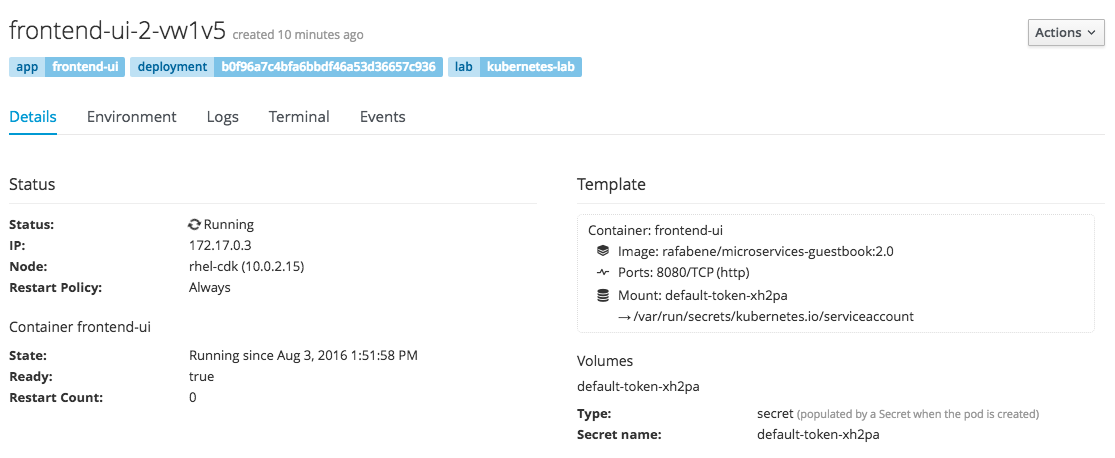 frontend-ui-2-vw1v5 created 10 minutes ago
Actions
app frontend-ui deployment b0f96a7c4bfa6bbdf46a53d36657c936 lab kubernetes-lab
Details Environment Logs Terminal Events
Status
Status: Running
IP: 172.17.0.3
Node: rhel-cdk (10.0.2.15)
Restart Policy: Always
Container frontend-ui
State: Running since Aug 3, 2016 1:51:58 PM
Ready: true
Restart Count: 0
Template
Container: frontend-ui
Image: rafabene/microservices-guestbook:2.0
Ports: 8080/TCP (http)
Mount: default-token-xh2pa
→ /var/run/secrets/kubernetes.io/serviceaccount
Volumes
default-token-xh2pa
Type: secret (populated by a Secret when the pod is created)
Secret name: default-token-xh2pa